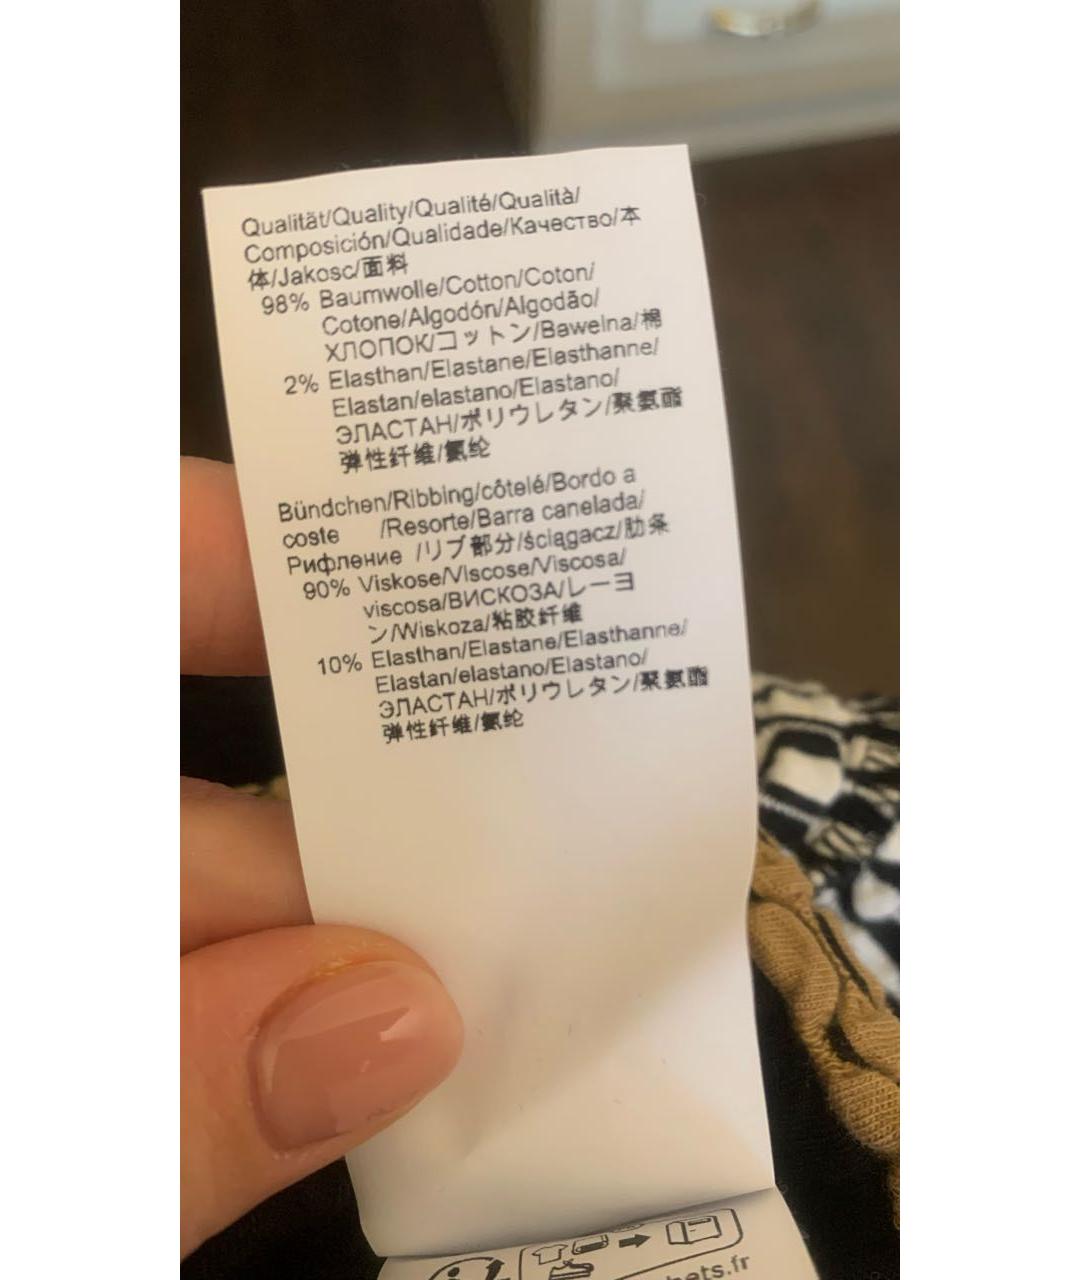 Qualität/Quality/Qualité/Qualità/
Composición/Qualidade/Качество/本
体/Jakosc/面料
98% Baumwolle/Cotton/Coton/
Cotone/Algodón/Algodão/
ХЛОПОК/コットン/Bawelna/棉
2% Elasthan/Elastane/Elasthanne/
Elastan/elastano/Elastano/
ЭЛАСТАН/ポリウレタン/聚氨酯
弹性纤维/氨纶
Bündchen/Ribbing/côtelé/Bordo a
coste /Resorte/Barra canelada/
Рифление /リブ部分/ściągacz/肋条
90% Viskose/Viscose/Viscosa/
viscosa/ВИСКОЗА/レーヨ
ン/Wiskoza/粘胶纤维
10% Elasthan/Elastane/Elasthanne/
Elastan/elastano/Elastano/
ЭЛАСТАН/ポリウレタン/聚氨酯
弹性纤维/氨纶